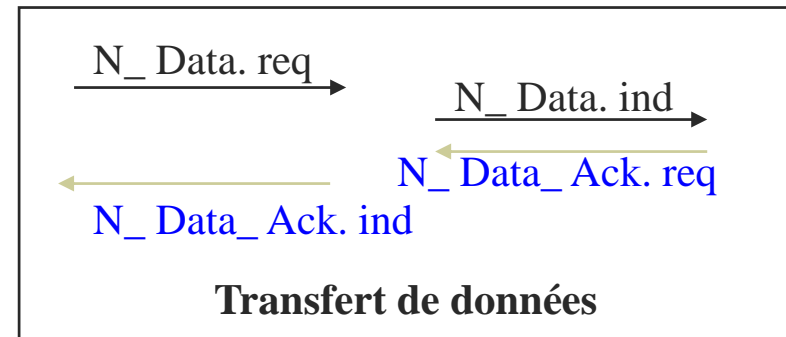 N_ Data. req
N_ Data. ind
N_ Data_ Ack. req
N_ Data_ Ack. ind
Transfert de données